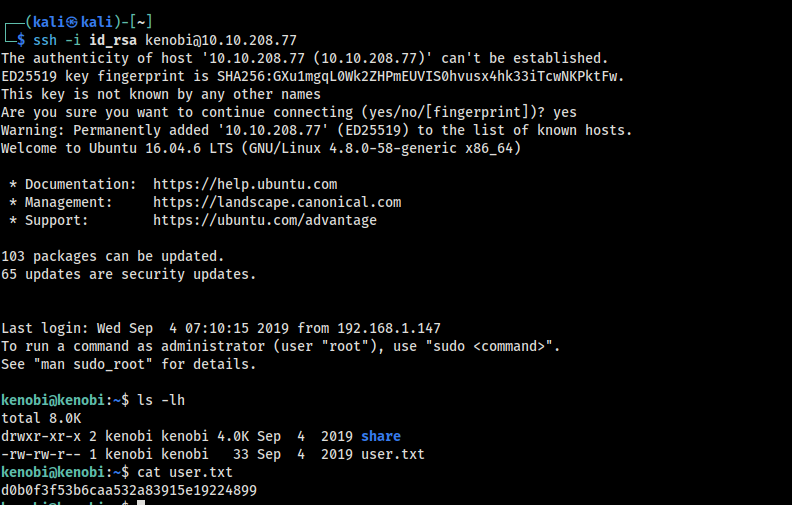 ┌──(kali㉿kali)-[~]
└─$ ssh -i id_rsa kenobi@10.10.208.77
The authenticity of host '10.10.208.77 (10.10.208.77)' can't be established.
ED25519 key fingerprint is SHA256:GXu1mgqL0Wk2ZHPmEUVIS0hvusx4hk33iTcwNKPktFw.
This key is not known by any other names
Are you sure you want to continue connecting (yes/no/[fingerprint])? yes
Warning: Permanently added '10.10.208.77' (ED25519) to the list of known hosts.
Welcome to Ubuntu 16.04.6 LTS (GNU/Linux 4.8.0-58-generic x86_64)
* Documentation:  https://help.ubuntu.com
* Management:     https://landscape.canonical.com
* Support:        https://ubuntu.com/advantage
103 packages can be updated.
65 updates are security updates.
Last login: Wed Sep  4 07:10:15 2019 from 192.168.1.147
To run a command as administrator (user "root"), use "sudo <command>".
See "man sudo_root" for details.
kenobi@kenobi:~$ ls -lh
total 8.0K
drwxr-xr-x 2 kenobi kenobi 4.0K Sep  4  2019 share
-rw-rw-r-- 1 kenobi kenobi   33 Sep  4  2019 user.txt
kenobi@kenobi:~$ cat user.txt
d0b0f3f53b6caa532a83915e19224899